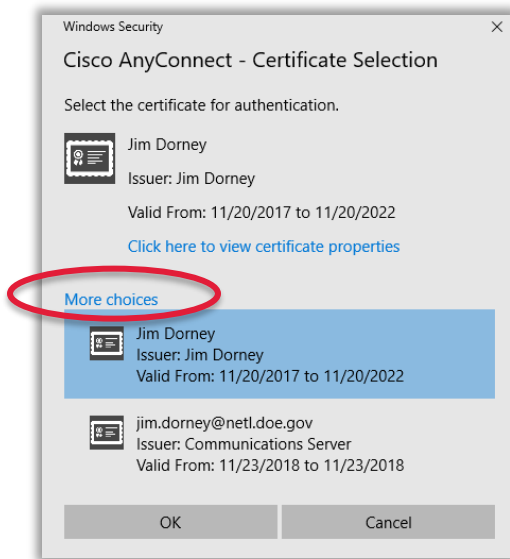 Windows Security
Cisco AnyConnect - Certificate Selection
Select the certificate for authentication.
Jim Dorney
Issuer: Jim Dorney
Valid From: 11/20/2017 to 11/20/2022
Click here to view certificate properties
More choices
Jim Dorney
Issuer: Jim Dorney
Valid From: 11/20/2017 to 11/20/2022
jim.dorney@netl.doe.gov
Issuer: Communications Server
Valid From: 11/23/2018 to 11/23/2018
OK
Cancel